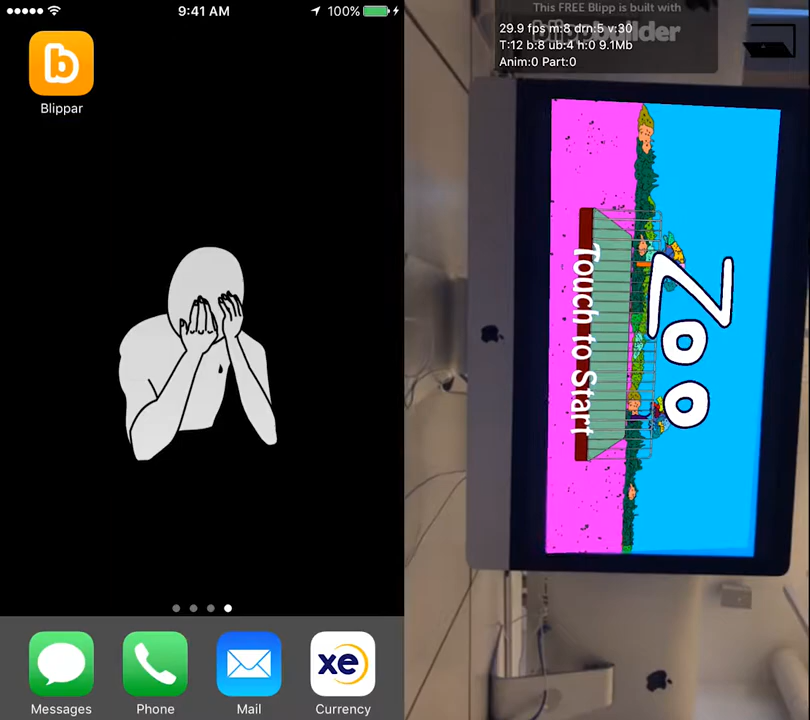 9:41 AM
100%
Blippar
Messages
Phone
Mail
xe
Currency
This FREE Blipp is built with
blippbuilder
29.9 fps m:8 drn:5 v:30
T:12 b:8 ub:4 h:0 9.1Mb
Anim:0 Part:0
Zoo
Touch to Start